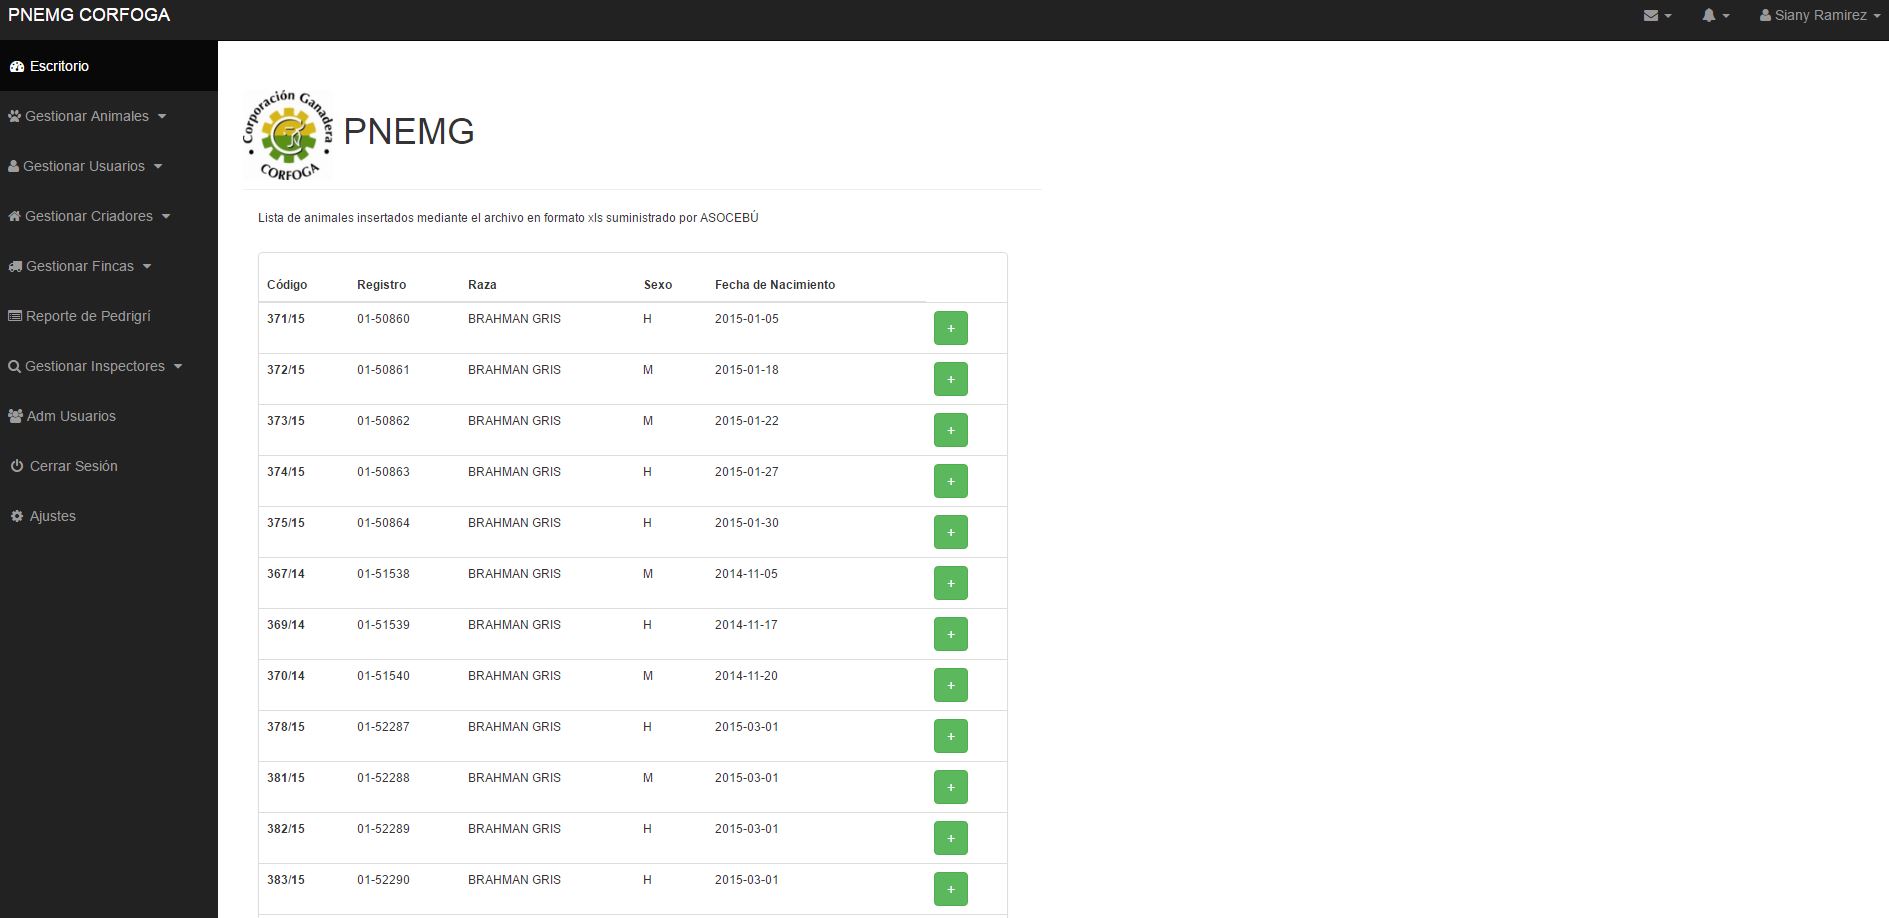 PNEMG CORFOGA
Siany Ramirez
Escritorio
Gestionar Animales
Gestionar Usuarios
Gestionar Criadores
Gestionar Fincas
Reporte de Pedrigrí
Gestionar Inspectores
Adm Usuarios
Cerrar Sesión
Ajustes
Corporación Ganadera
• CORFOGA •
PNEMG
Lista de animales insertados mediante el archivo en formato xls suministrado por ASOCEBÚ
Código Registro Raza Sexo Fecha de Nacimiento
371/15 01-50860 BRAHMAN GRIS H 2015-01-05 +
372/15 01-50861 BRAHMAN GRIS M 2015-01-18 +
373/15 01-50862 BRAHMAN GRIS M 2015-01-22 +
374/15 01-50863 BRAHMAN GRIS H 2015-01-27 +
375/15 01-50864 BRAHMAN GRIS H 2015-01-30 +
367/14 01-51538 BRAHMAN GRIS M 2014-11-05 +
369/14 01-51539 BRAHMAN GRIS H 2014-11-17 +
370/14 01-51540 BRAHMAN GRIS M 2014-11-20 +
378/15 01-52287 BRAHMAN GRIS H 2015-03-01 +
381/15 01-52288 BRAHMAN GRIS M 2015-03-01 +
382/15 01-52289 BRAHMAN GRIS H 2015-03-01 +
383/15 01-52290 BRAHMAN GRIS H 2015-03-01 +